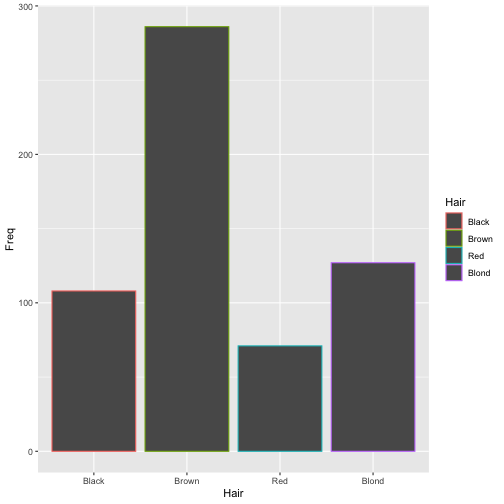 300
200
100
0
Freq
Black Brown Red Blond
Hair
Hair
Black
Brown
Red
Blond